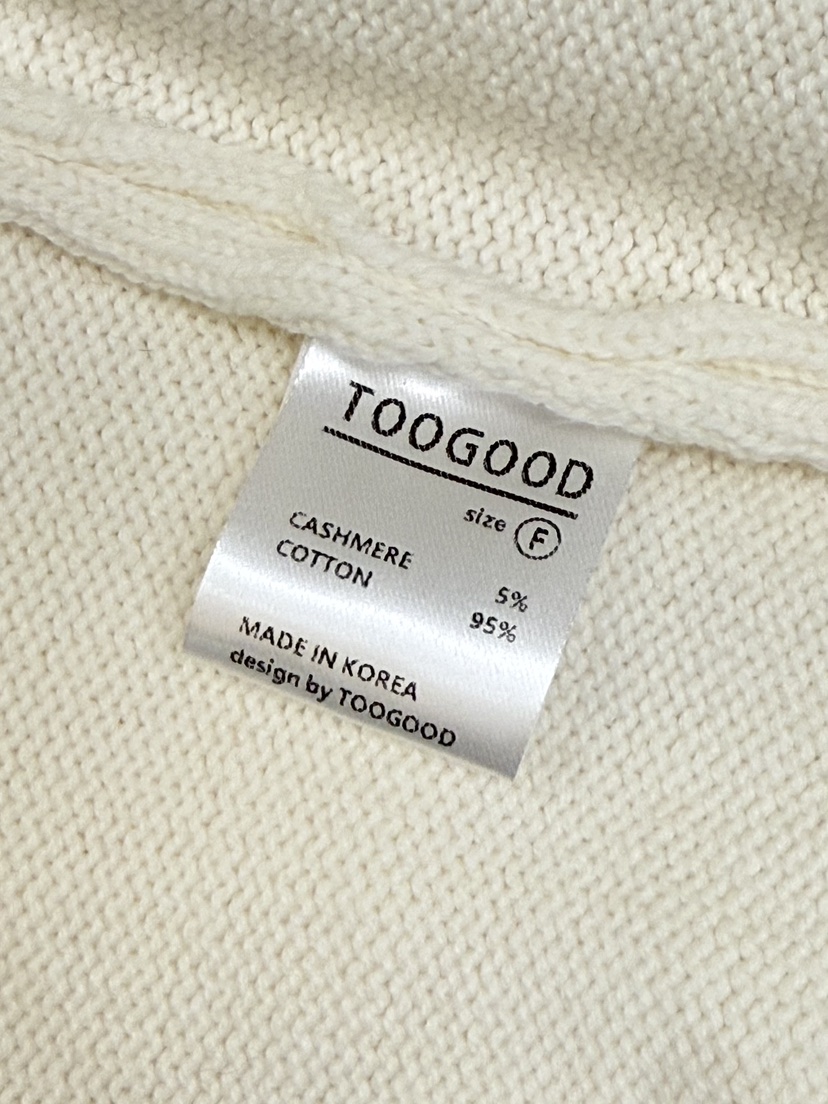 TOOGOOD
size F
CASHMERE 5%
COTTON 95%
MADE IN KOREA
design by TOOGOOD